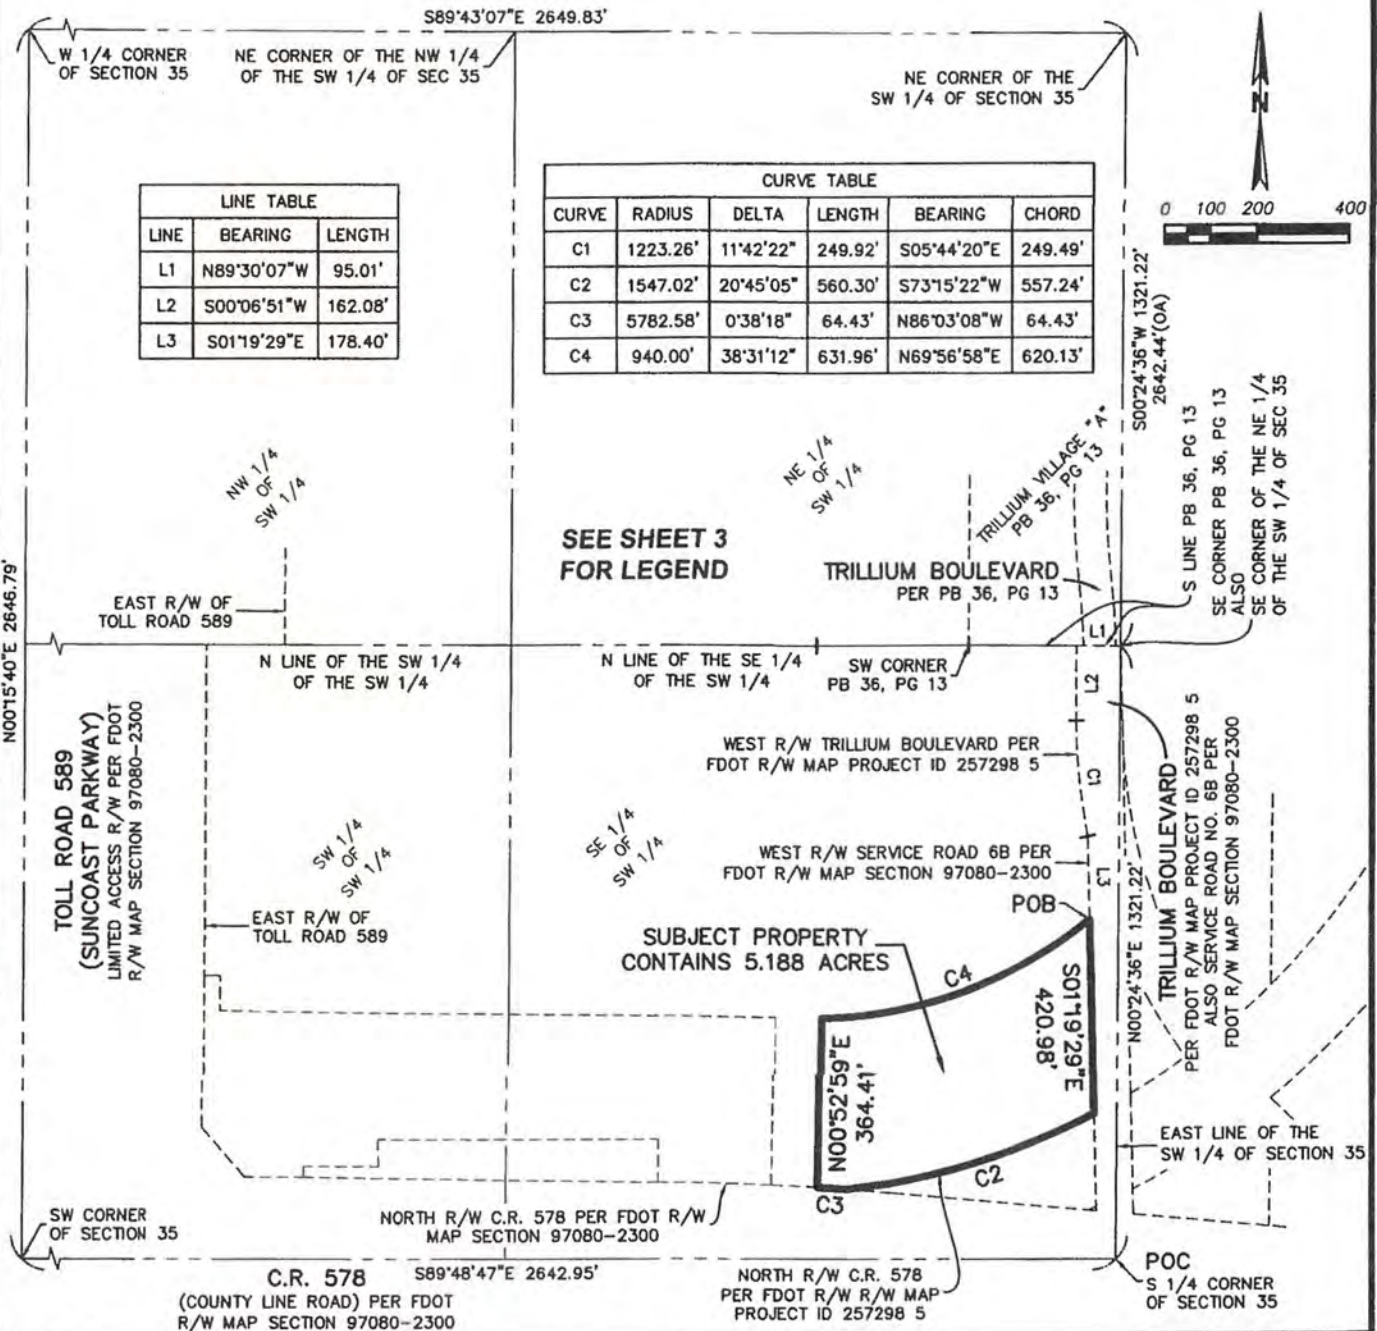 S89°43'07"E 2649.83'
W 1/4 CORNER
OF SECTION 35
NE CORNER OF THE NW 1/4
OF THE SW 1/4 OF SEC 35
NE CORNER OF THE
SW 1/4 OF SECTION 35
N
0 100 200 400
LINE TABLE
LINE BEARING LENGTH
L1 N89°30'07"W 95.01'
L2 S00°06'51"W 162.08'
L3 S01°19'29"E 178.40'
CURVE TABLE
CURVE RADIUS DELTA LENGTH BEARING CHORD
C1 1223.26' 11°42'22" 249.92' S05°44'20"E 249.49'
C2 1547.02' 20°45'05" 560.30' S73°15'22"W 557.24'
C3 5782.58' 0°38'18" 64.43' N86°03'08"W 64.43'
C4 940.00' 38°31'12" 631.96' N69°56'58"E 620.13'
S00°24'36"W 1321.22'
2642.44'(OA)
S LINE PB 36, PG 13
SE CORNER PB 36, PG 13
ALSO
SE CORNER OF THE NE 1/4
OF THE SW 1/4 OF SEC 35
NW 1/4
OF
SW 1/4
NE 1/4
OF
SW 1/4
TRILLIUM VILLAGE "A"
PB 36, PG 13
SEE SHEET 3
FOR LEGEND
TRILLIUM BOULEVARD
PER PB 36, PG 13
N00°15'40"E 2646.79'
EAST R/W OF
TOLL ROAD 589
L1
N LINE OF THE SW 1/4
OF THE SW 1/4
N LINE OF THE SE 1/4
OF THE SW 1/4
SW CORNER
PB 36, PG 13
L2
TOLL ROAD 589
(SUNCOAST PARKWAY)
LIMITED ACCESS R/W PER FDOT
R/W MAP SECTION 97080-2300
WEST R/W TRILLIUM BOULEVARD PER
FDOT R/W MAP PROJECT ID 257298 5
C1
SW 1/4
OF
SW 1/4
SE 1/4
OF
SW 1/4
WEST R/W SERVICE ROAD 6B PER
FDOT R/W MAP SECTION 97080-2300
L3
N00°24'36"E 1321.22'
TRILLIUM BOULEVARD
PER FDOT R/W MAP PROJECT ID 257298 5
ALSO SERVICE ROAD NO. 6B PER
FDOT R/W MAP SECTION 97080-2300
POB
EAST R/W OF
TOLL ROAD 589
SUBJECT PROPERTY
CONTAINS 5.188 ACRES
C4
S01°19'29"E
420.98'
N00°52'59"E
364.41'
C2
C3
EAST LINE OF THE
SW 1/4 OF SECTION 35
SW CORNER
OF SECTION 35
NORTH R/W C.R. 578 PER FDOT R/W
MAP SECTION 97080-2300
C.R. 578
(COUNTY LINE ROAD) PER FDOT
R/W MAP SECTION 97080-2300
S89°48'47"E 2642.95'
NORTH R/W C.R. 578
PER FDOT R/W R/W MAP
PROJECT ID 257298 5
POC
S 1/4 CORNER
OF SECTION 35